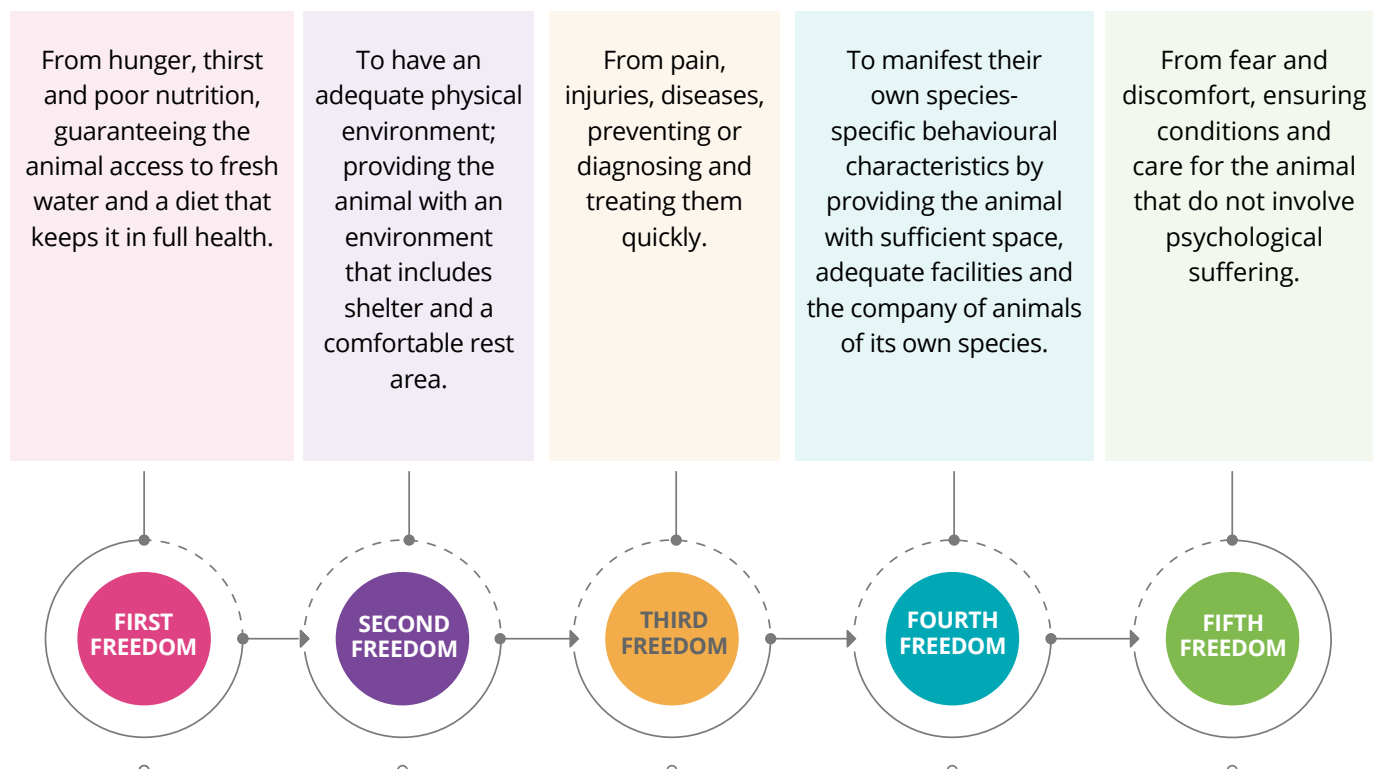 From hunger, thirst
and poor nutrition,
guaranteeing the
animal access to fresh
water and a diet that
keeps it in full health.
To have an
adequate physical
environment;
providing the
animal with an
environment
that includes
shelter and a
comfortable rest
area.
From pain,
injuries, diseases,
preventing or
diagnosing and
treating them
quickly.
To manifest their
own species-
specific behavioural
characteristics by
providing the animal
with sufficient space,
adequate facilities and
the company of animals
of its own species.
From fear and
discomfort, ensuring
conditions and
care for the animal
that do not involve
psychological
suffering.
FIRST
FREEDOM
SECOND
FREEDOM
THIRD
FREEDOM
FOURTH
FREEDOM
FIFTH
FREEDOM